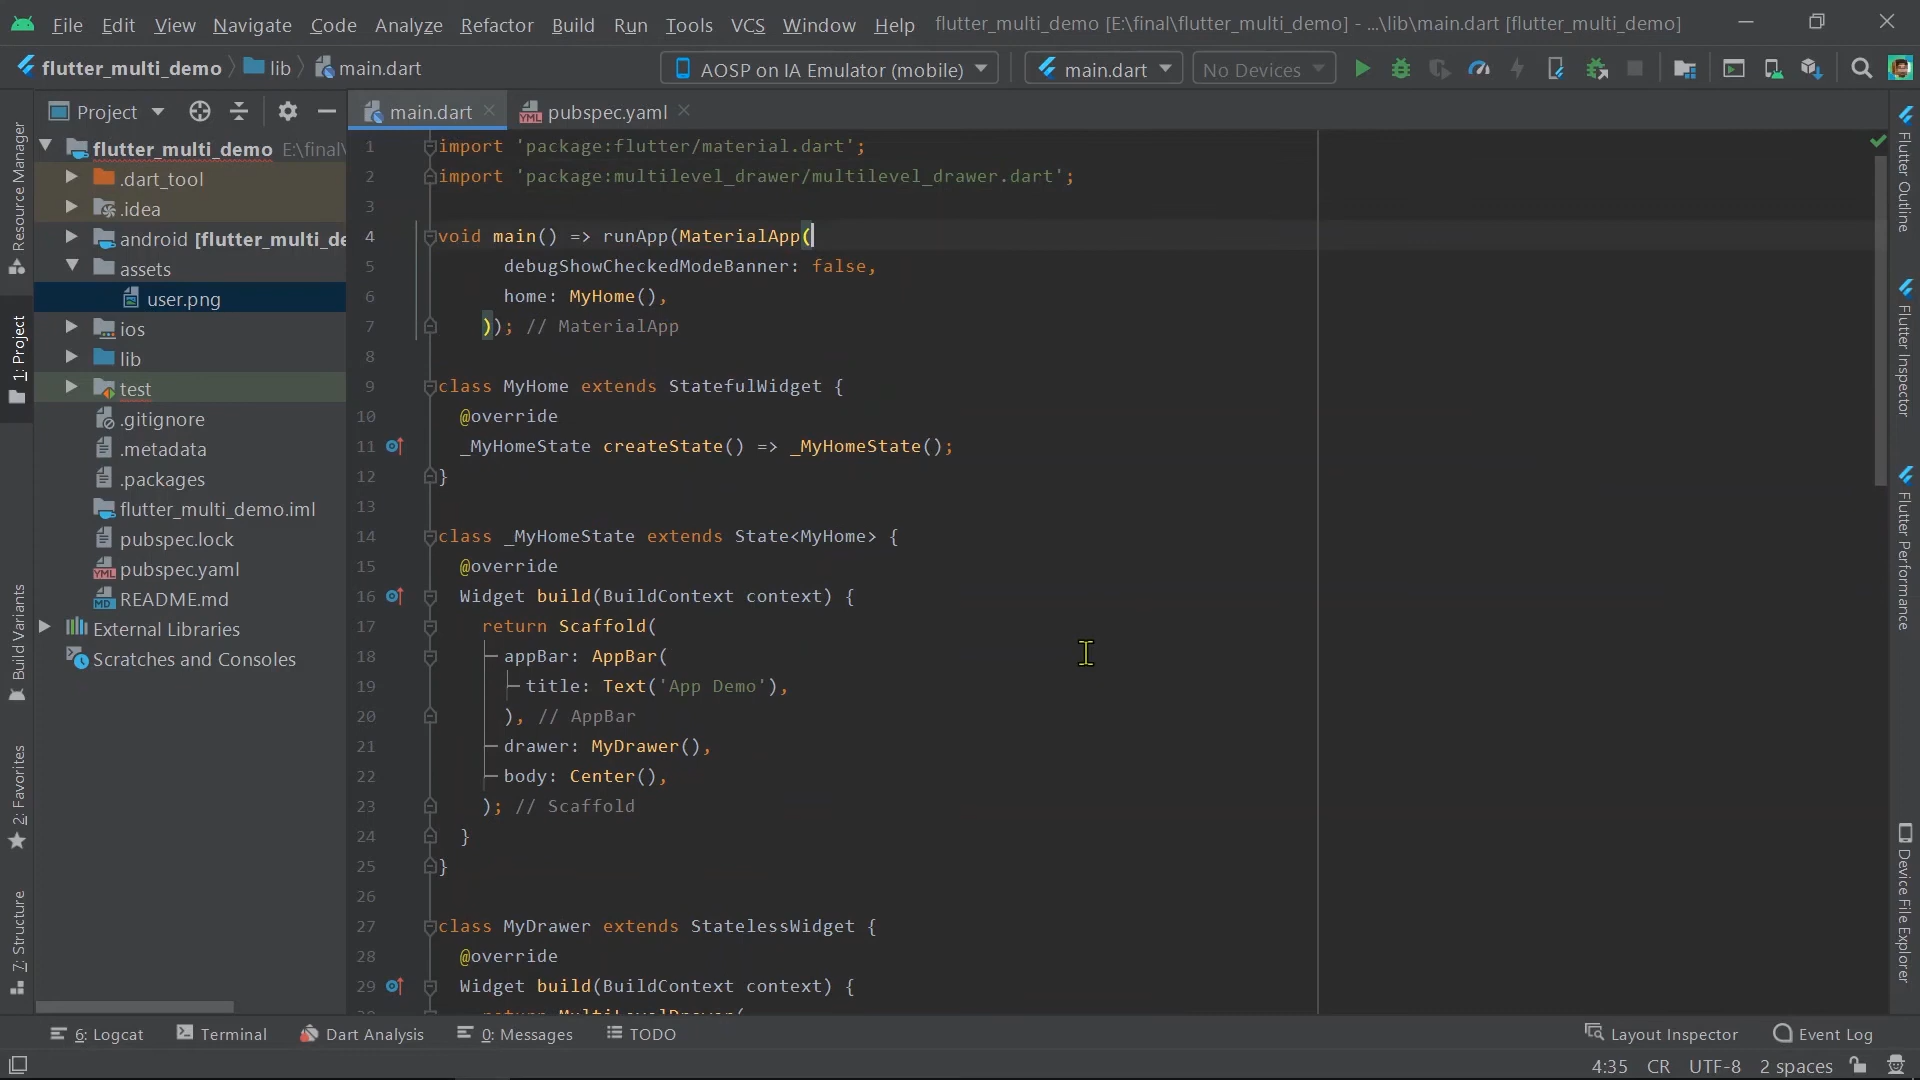 File Edit View Navigate Code Analyze Refactor Build Run Tools VCS Window Help flutter_multi_demo [E:\final\flutter_multi_demo] - ...\lib\main.dart [flutter_multi_demo]
flutter_multi_demo lib main.dart AOSP on IA Emulator (mobile) main.dart No Devices
Project main.dart pubspec.yaml
Resource Manager
1: Project
Build Variants
2: Favorites
7: Structure
flutter_multi_demo E:\final\
.dart_tool
.idea
android [flutter_multi_de
assets
user.png
ios
lib
test
.gitignore
.metadata
.packages
flutter_multi_demo.iml
pubspec.lock
pubspec.yaml
README.md
External Libraries
Scratches and Consoles
1 import 'package:flutter/material.dart';
2 import 'package:multilevel_drawer/multilevel_drawer.dart';
3
4 void main() => runApp(MaterialApp(
5 debugShowCheckedModeBanner: false,
6 home: MyHome(),
7 )); // MaterialApp
8
9 class MyHome extends StatefulWidget {
10 @override
11 _MyHomeState createState() => _MyHomeState();
12 }
13
14 class _MyHomeState extends State<MyHome> {
15 @override
16 Widget build(BuildContext context) {
17 return Scaffold(
18 appBar: AppBar(
19 title: Text('App Demo'),
20 ), // AppBar
21 drawer: MyDrawer(),
22 body: Center(),
23 ); // Scaffold
24 }
25 }
26
27 class MyDrawer extends StatelessWidget {
28 @override
29 Widget build(BuildContext context) {
return MultiLevelDrawer(
Flutter Outline
Flutter Inspector
Flutter Performance
Device File Explorer
6: Logcat Terminal Dart Analysis 0: Messages TODO Layout Inspector Event Log
4:35 CR UTF-8 2 spaces